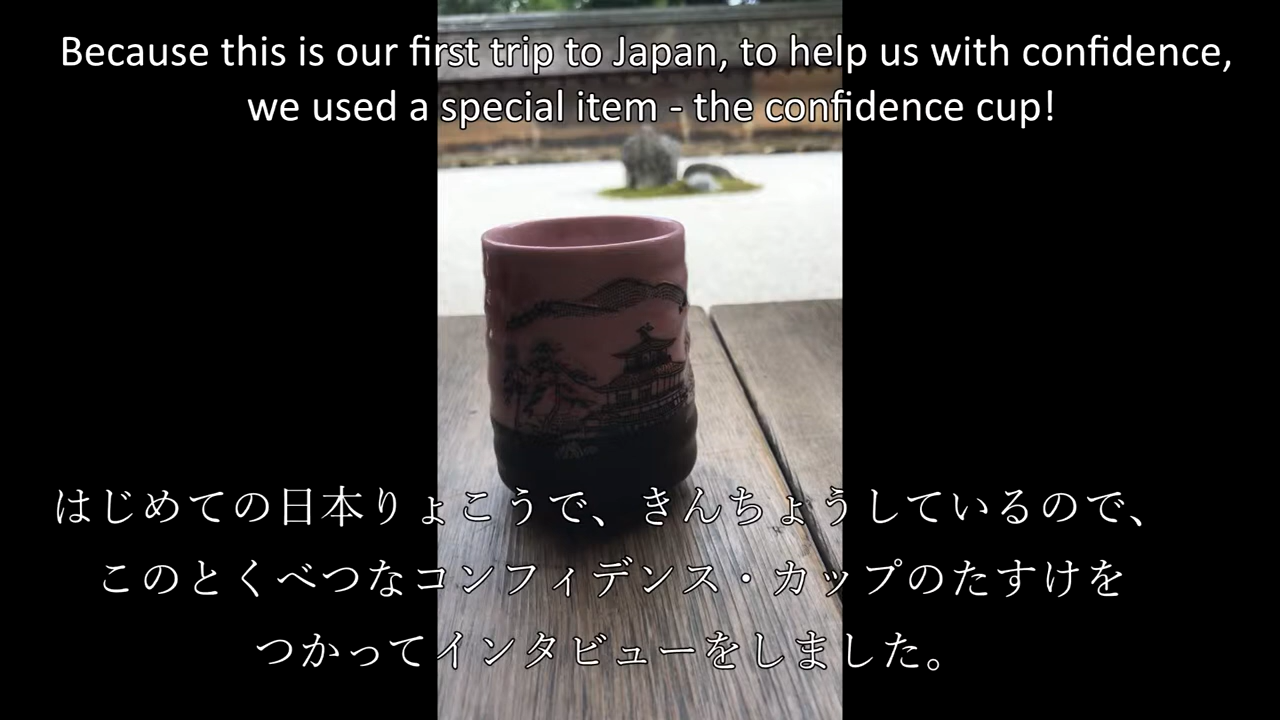 Because this is our first trip to Japan, to help us with confidence,
we used a special item - the confidence cup!
はじめての日本りょこうで、きんちょうしているので、
このとくべつなコンフィデンス・カップのたすけを
つかってインタビューをしました。